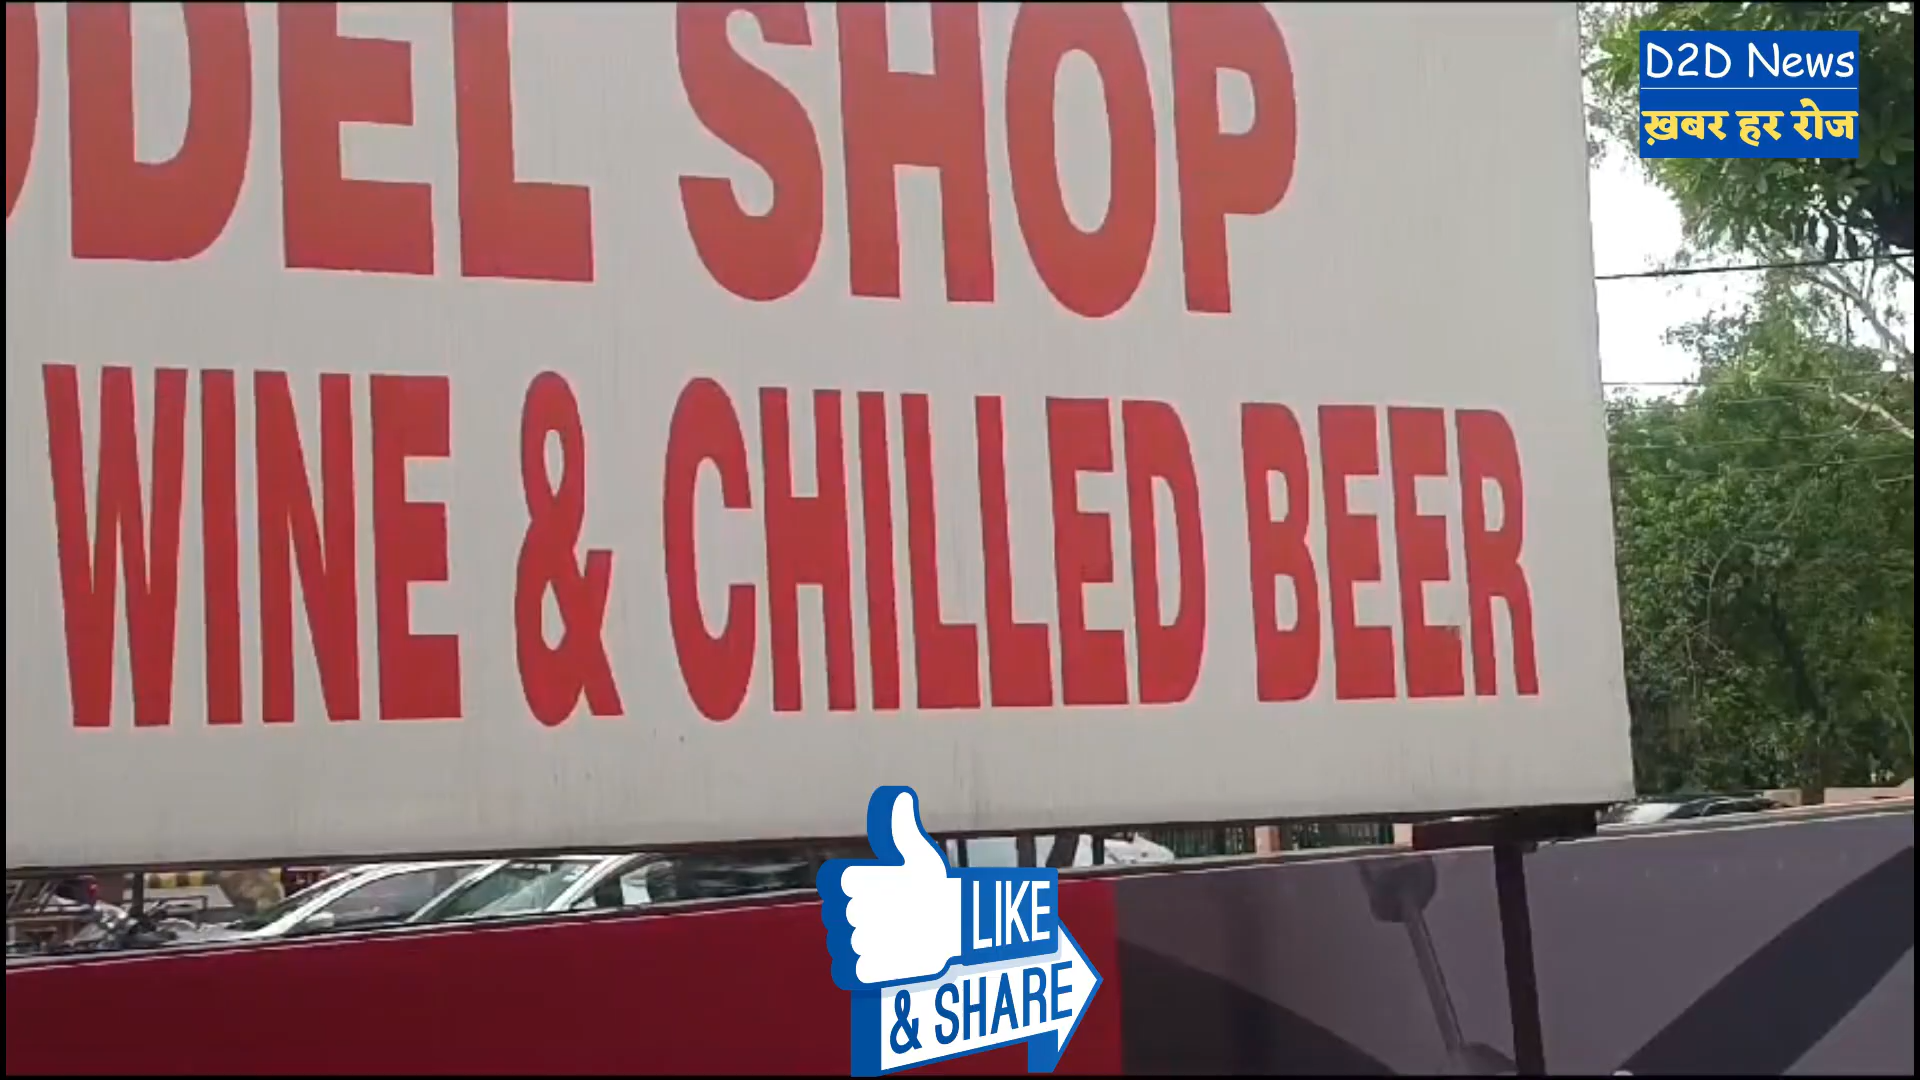 ODEL SHOP
WINE & CHILLED BEER
D2D News
ख़बर हर रोज
LIKE
& SHARE